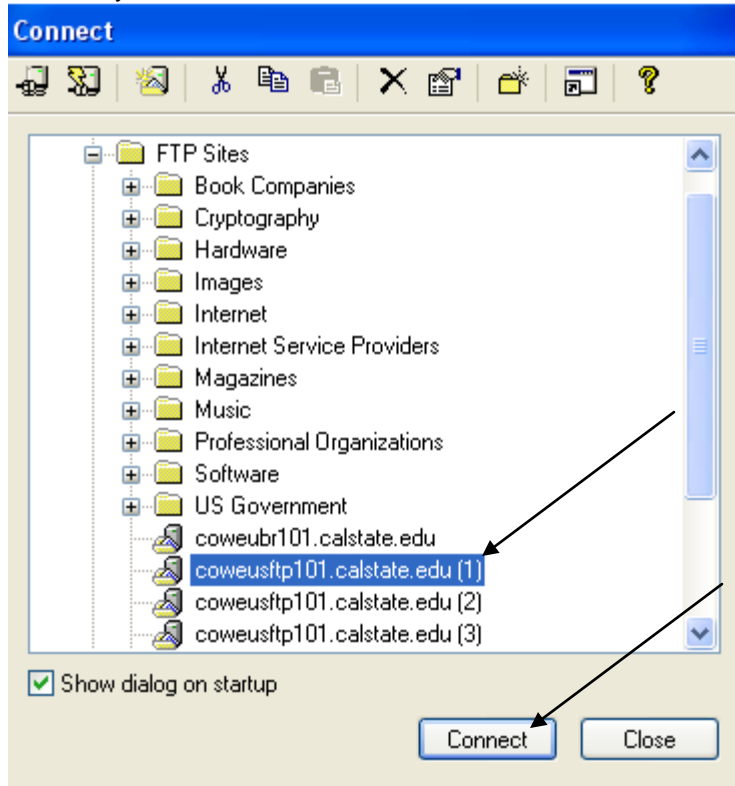 Connect
FTP Sites
Book Companies
Cryptography
Hardware
Images
Internet
Internet Service Providers
Magazines
Music
Professional Organizations
Software
US Government
coweubr101.calstate.edu
coweusftp101.calstate.edu (1)
coweusftp101.calstate.edu (2)
coweusftp101.calstate.edu (3)
Show dialog on startup
Connect Close